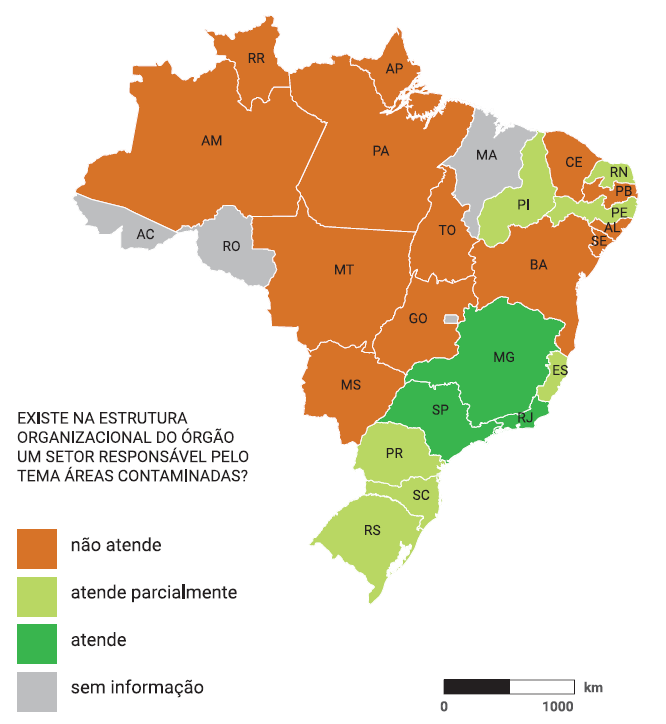 RR
AP
AM
PA
MA
CE
RN
PB
PI
PE
AC
TO
AL
SE
RO
BA
MT
GO
MG
ES
MS
SP
RJ
EXISTE NA ESTRUTURA
ORGANIZACIONAL DO ÓRGÃO
UM SETOR RESPONSÁVEL PELO
TEMA ÁREAS CONTAMINADAS?
PR
SC
RS
não atende
atende parcialmente
atende
sem informação
km
0 1000